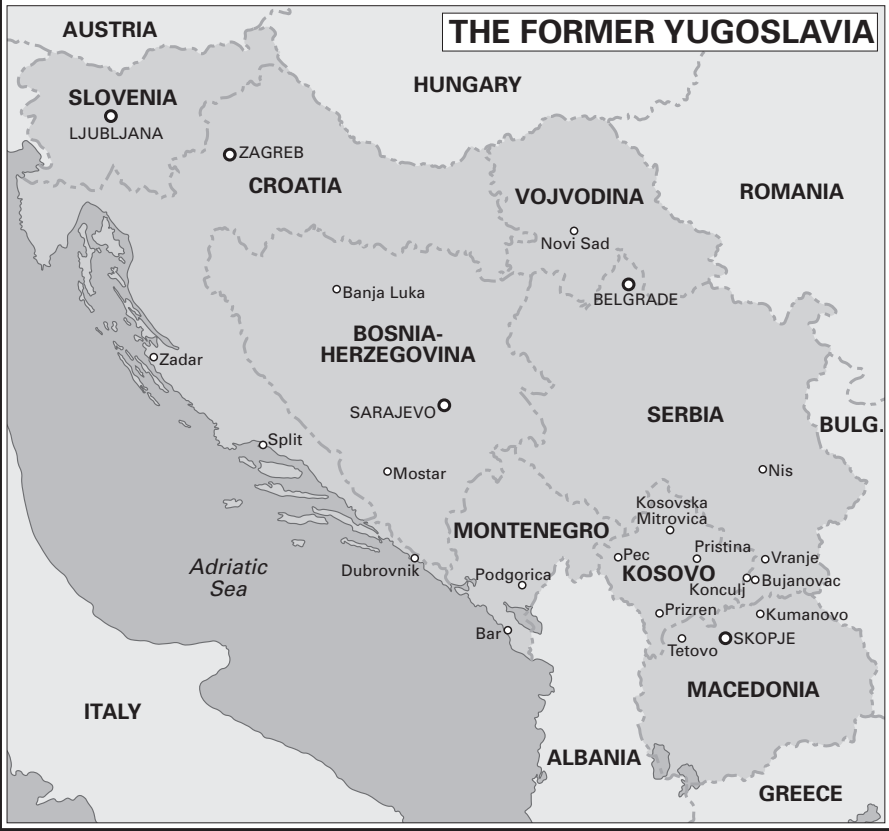 AUSTRIA
THE FORMER YUGOSLAVIA
HUNGARY
SLOVENIA
LJUBLJANA
ZAGREB
CROATIA
VOJVODINA
ROMANIA
Novi Sad
Banja Luka
BELGRADE
BOSNIA-
HERZEGOVINA
Zadar
SARAJEVO
SERBIA
BULG.
Split
Mostar
Nis
Kosovska
Mitrovica
MONTENEGRO
Pristina
Pec
Vranje
Adriatic
Sea
Dubrovnik
Podgorica
KOSOVO
Konculj
Bujanovac
Prizren
Kumanovo
Bar
Tetovo
SKOPJE
MACEDONIA
ITALY
ALBANIA
GREECE